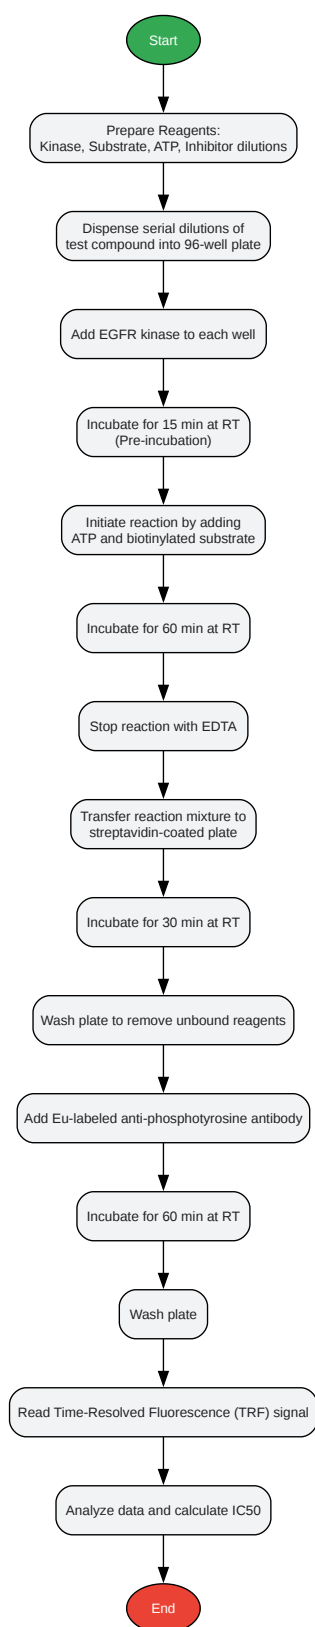 Start
Prepare Reagents:
Kinase, Substrate, ATP, Inhibitor dilutions
Dispense serial dilutions of
test compound into 96-well plate
Add EGFR kinase to each well
Incubate for 15 min at RT
(Pre-incubation)
Initiate reaction by adding
ATP and biotinylated substrate
Incubate for 60 min at RT
Stop reaction with EDTA
Transfer reaction mixture to
streptavidin-coated plate
Incubate for 30 min at RT
Wash plate to remove unbound reagents
Add Eu-labeled anti-phosphotyrosine antibody
Incubate for 60 min at RT
Wash plate
Read Time-Resolved Fluorescence (TRF) signal
Analyze data and calculate IC50
End